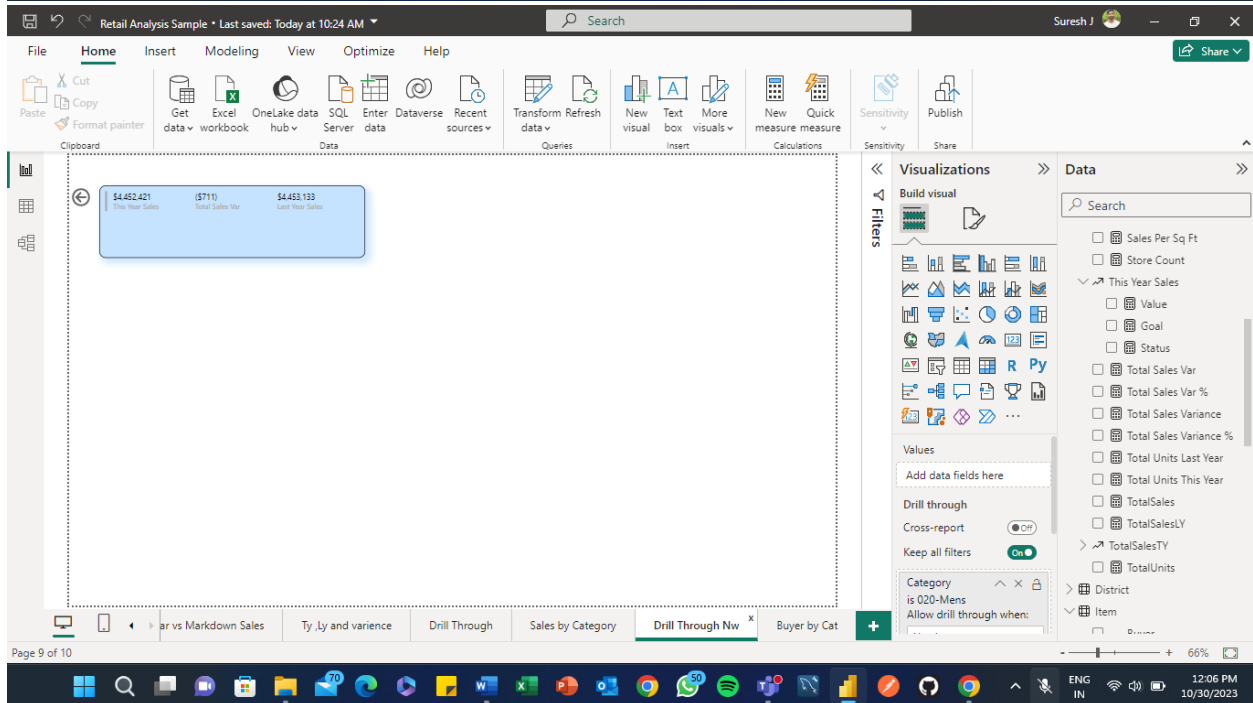 Retail Analysis Sample • Last saved: Today at 10:24 AM
Search
Suresh J
File Home Insert Modeling View Optimize Help
Share
Paste
Cut
Copy
Format painter
Clipboard
Get data
Excel workbook
OneLake data hub
SQL Server
Enter data
Dataverse
Recent sources
Data
Transform data
Refresh
Queries
New visual
Text box
More visuals
Insert
New measure
Quick measure
Calculations
Sensitivity
Sensitivity
Publish
Share
$4,452,421 ($711) $4,453,133
This Year Sales Total Sales Var Last Year Sales
Filters
Visualizations
Build visual
123
R Py
123
Values
Add data fields here
Drill through
Cross-report Off
Keep all filters On
Category
is 020-Mens
Allow drill through when:
Data
Search
Sales Per Sq Ft
Store Count
This Year Sales
Value
Goal
Status
Total Sales Var
Total Sales Var %
Total Sales Variance
Total Sales Variance %
Total Units Last Year
Total Units This Year
TotalSales
TotalSalesLY
TotalSalesTY
TotalUnits
District
Item
ar vs Markdown Sales Ty ,Ly and varience Drill Through Sales by Category Drill Through Nw x Buyer by Cat +
Page 9 of 10
- + 66%
70
50
ENG
IN
12:06 PM
10/30/2023